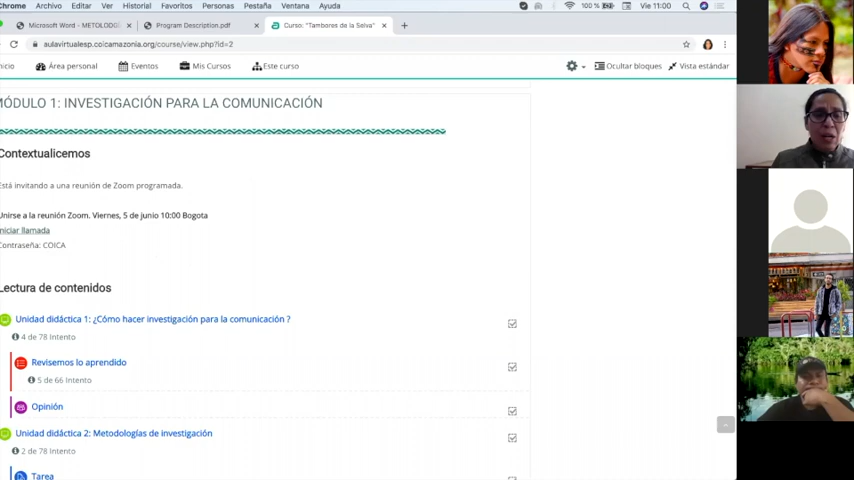 Chrome Archivo Editar Ver Historial Favoritos Personas Pestaña Ventana Ayuda 100 % Vie 11:00
Microsoft Word - METOLODG Program Description.pdf Curso: "Tambores de la Selva"
aulavirtualesp.coicamazonia.org/course/view.php?id=2
nicio Área personal Eventos Mis Cursos Este curso Ocultar bloques Vista estándar
MÓDULO 1: INVESTIGACIÓN PARA LA COMUNICACIÓN
Contextualicemos
Está invitando a una reunión de Zoom programada.
Unirse a la reunión Zoom. Viernes, 5 de junio 10:00 Bogota
niciar llamada
Contraseña: COICA
Lectura de contenidos
Unidad didáctica 1: ¿Cómo hacer investigación para la comunicación ?
4 de 78 Intento
Revisemos lo aprendido
5 de 66 Intento
Opinión
Unidad didáctica 2: Metodologías de investigación
2 de 78 Intento
Tarea